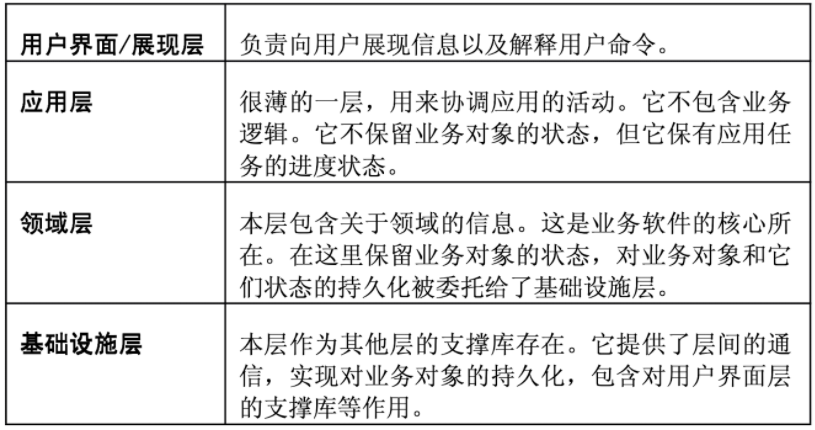 用户界面/展现层
负责向用户展现信息以及解释用户命令。
应用层
很薄的一层，用来协调应用的活动。它不包含业务
逻辑。它不保留业务对象的状态，但它保有应用任
务的进度状态。
领域层
本层包含关于领域的信息。这是业务软件的核心所
在。在这里保留业务对象的状态，对业务对象和它
们状态的持久化被委托给了基础设施层。
基础设施层
本层作为其他层的支撑库存在。它提供了层间的通
信，实现对业务对象的持久化，包含对用户界面层
的支撑库等作用。